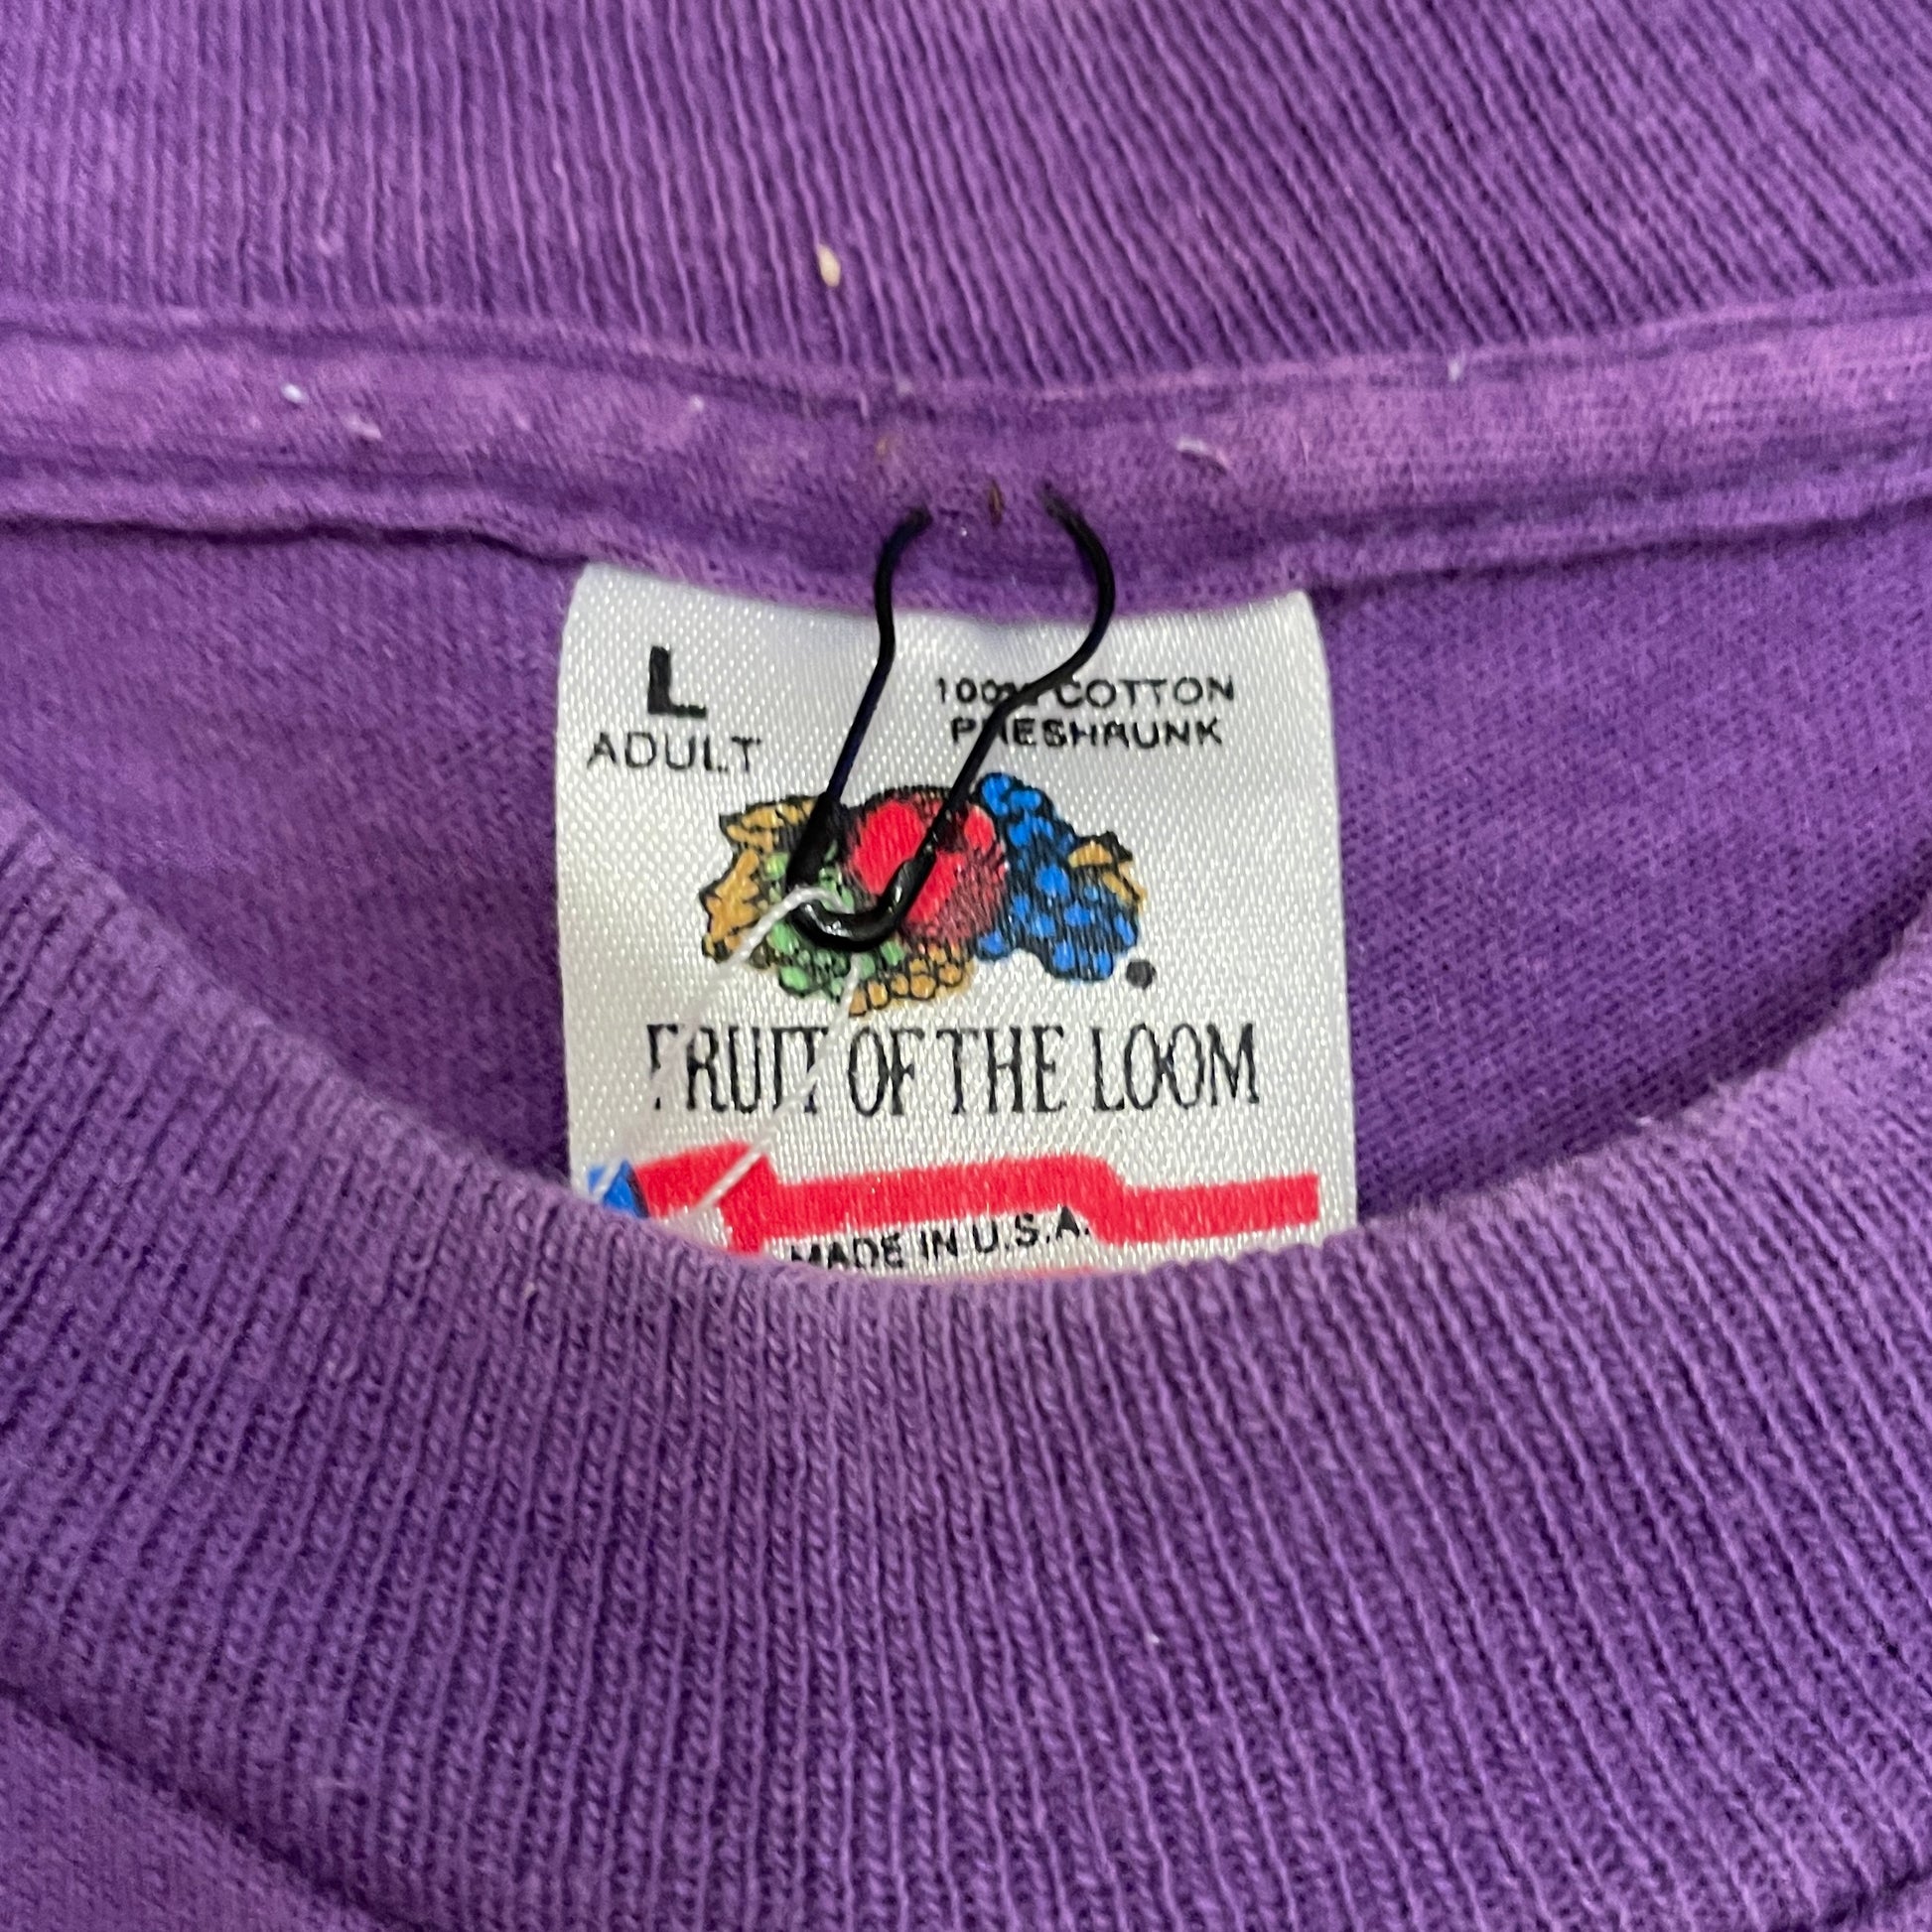 L
ADULT
100% COTTON
PRESHRUNK
FRUIT OF THE LOOM
MADE IN U.S.A.